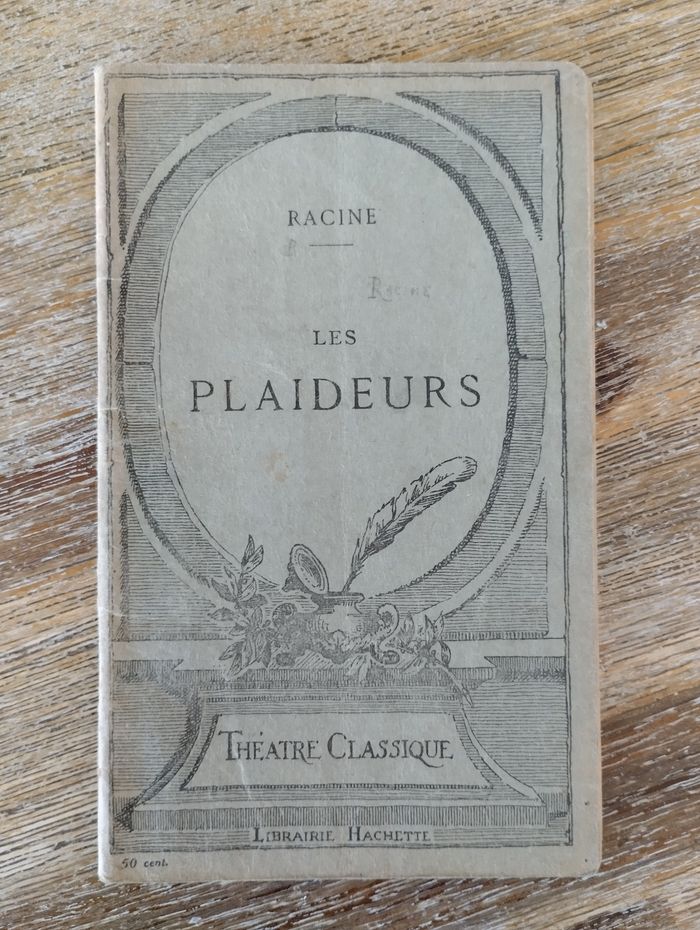 RACINE
Racine
LES
PLAIDEURS
THÉATRE CLASSIQUE
LIBRAIRIE HACHETTE
50 cent.